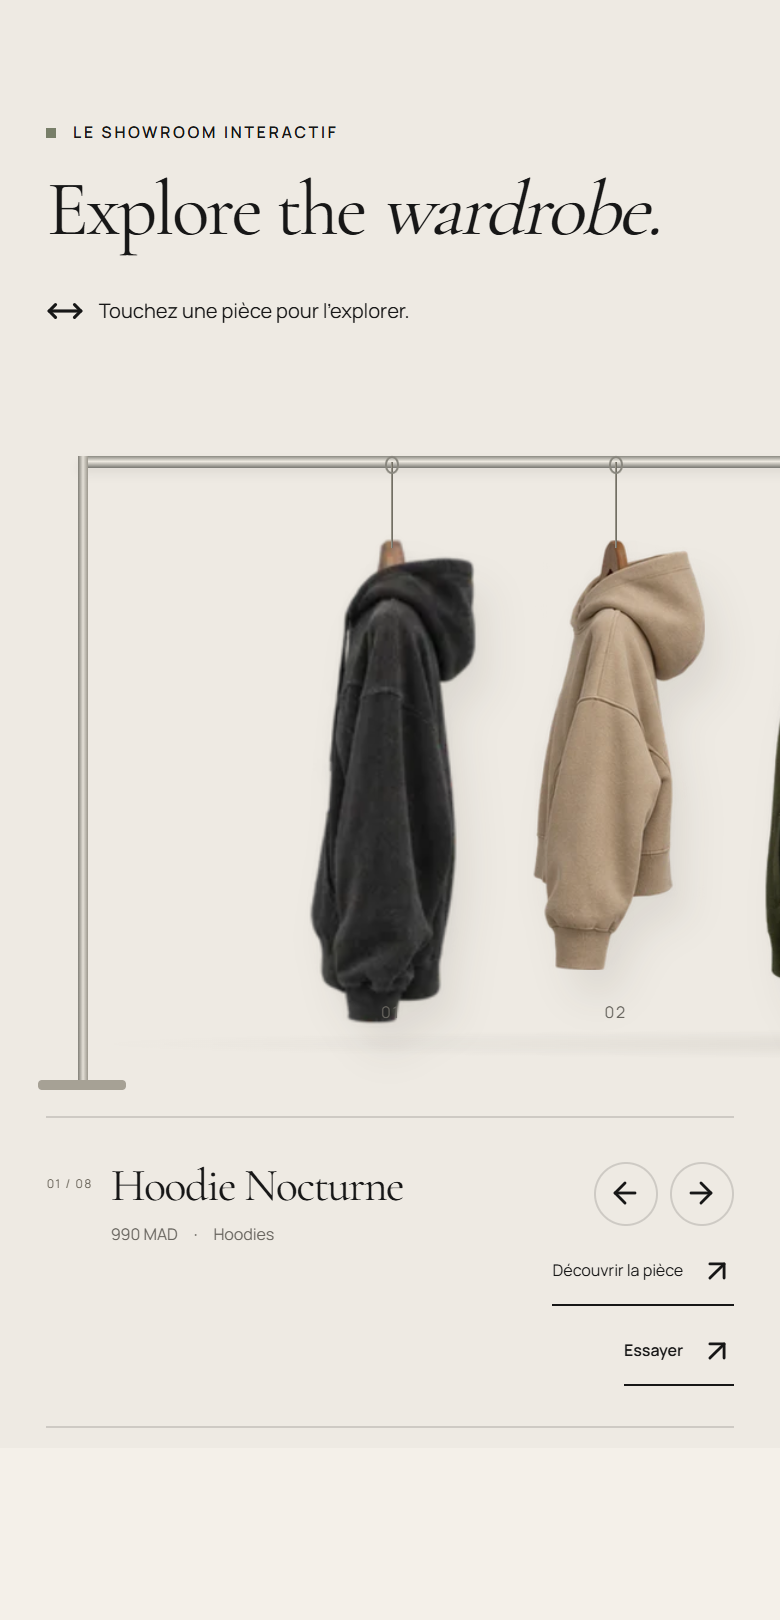 LE SHOWROOM INTERACTIF
Explore the wardrobe.
Touchez une pièce pour l'explorer.
01
02
01 / 08
Hoodie Nocturne
990 MAD · Hoodies
Découvrir la pièce
Essayer